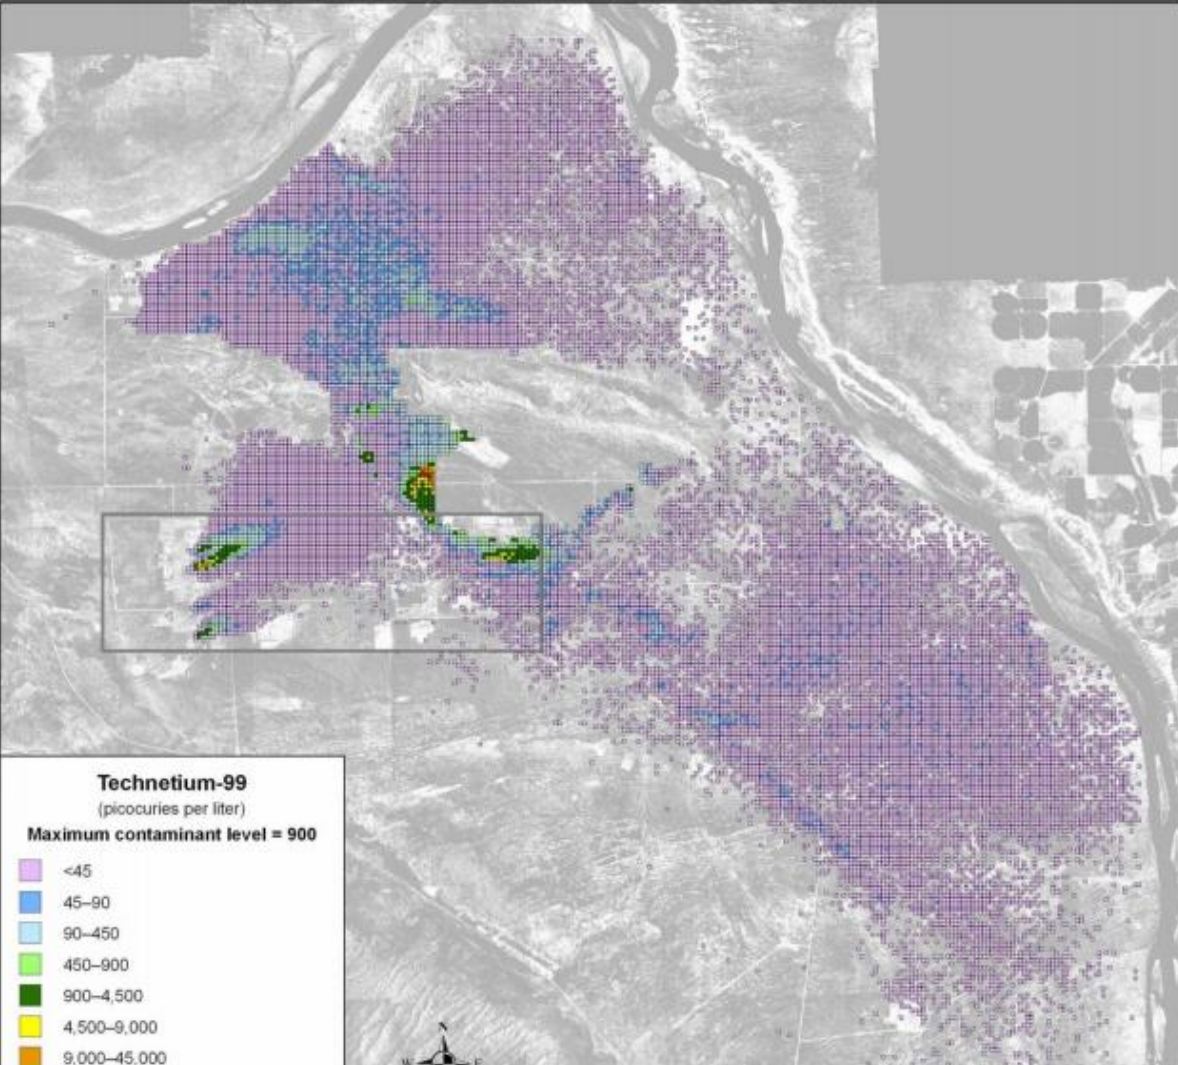 Technetium-99
(picocuries per liter)
Maximum contaminant level = 900
<45
45–90
90–450
450–900
900–4,500
4,500–9,000
9,000–45,000
N
W E